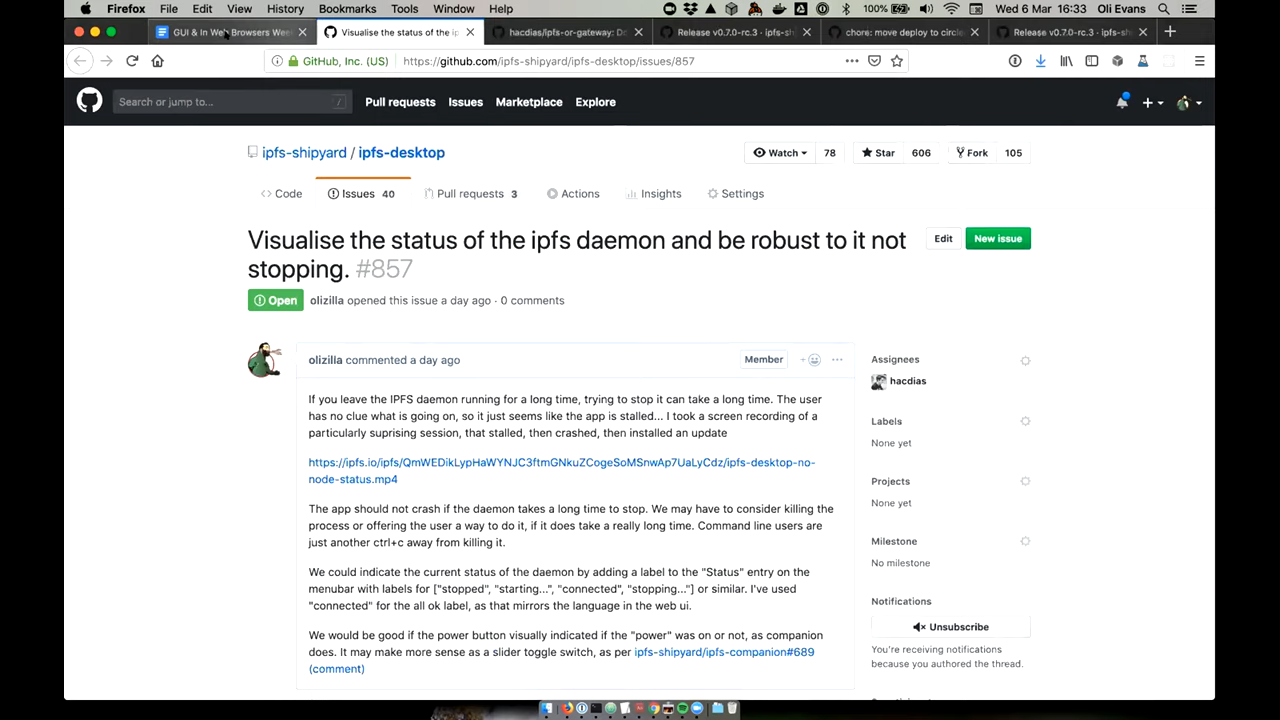 Firefox File Edit View History Bookmarks Tools Window Help 100% Wed 6 Mar 16:33 Oli Evans
GUI & In Web Browsers Wee
Visualise the status of the ip
hacdias/ipfs-or-gateway: Dr
Release v0.7.0-rc.3 · ipfs-s
chore: move deploy to circle
Release v0.7.0-rc.3 · ipfs-s
GitHub, Inc. (US) https://github.com/ipfs-shipyard/ipfs-desktop/issues/857
Search or jump to... / Pull requests Issues Marketplace Explore
ipfs-shipyard / ipfs-desktop Watch 78 Star 606 Fork 105
Code Issues 40 Pull requests 3 Actions Insights Settings
Visualise the status of the ipfs daemon and be robust to it not
stopping. #857
Edit New issue
Open olizilla opened this issue a day ago · 0 comments
olizilla commented a day ago Member
If you leave the IPFS daemon running for a long time, trying to stop it can take a long time. The user
has no clue what is going on, so it just seems like the app is stalled... I took a screen recording of a
particularly suprising session, that stalled, then crashed, then installed an update
https://ipfs.io/ipfs/QmWEDikLypHaWYNJC3ftmGNkuZCogeSoMSnwAp7UaLyCdz/ipfs-desktop-no-
node-status.mp4
The app should not crash if the daemon takes a long time to stop. We may have to consider killing the
process or offering the user a way to do it, if it does take a really long time. Command line users are
just another ctrl+c away from killing it.
We could indicate the current status of the daemon by adding a label to the "Status" entry on the
menubar with labels for ["stopped", "starting...", "connected", "stopping..."] or similar. I've used
"connected" for the all ok label, as that mirrors the language in the web ui.
We would be good if the power button visually indicated if the "power" was on or not, as companion
does. It may make more sense as a slider toggle switch, as per ipfs-shipyard/ipfs-companion#689
(comment)
Assignees
hacdias
Labels
None yet
Projects
None yet
Milestone
No milestone
Notifications
Unsubscribe
You're receiving notifications
because you authored the thread.